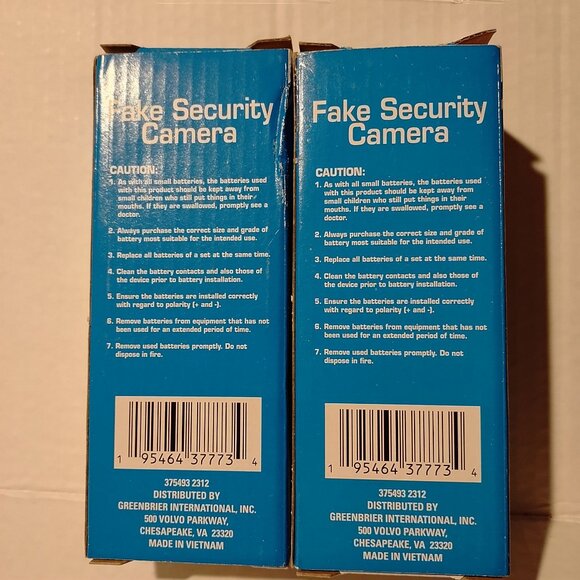 Fake Security
Camera
CAUTION:
1. As with all small batteries, the batteries used
with this product should be kept away from
small children who still put things in their
mouths. If they are swallowed, promptly see a
doctor.
2. Always purchase the correct size and grade of
battery most suitable for the intended use.
3. Replace all batteries of a set at the same time.
4. Clean the battery contacts and also those of
the device prior to battery installation.
5. Ensure the batteries are installed correctly
with regard to polarity (+ and -).
6. Remove batteries from equipment that has not
been used for an extended period of time.
7. Remove used batteries promptly. Do not
dispose in fire.
1 95464 37773 4
375493 2312
DISTRIBUTED BY
GREENBRIER INTERNATIONAL, INC.
500 VOLVO PARKWAY,
CHESAPEAKE, VA 23320
MADE IN VIETNAM
Fake Security
Camera
CAUTION:
1. As with all small batteries, the batteries used
with this product should be kept away from
small children who still put things in their
mouths. If they are swallowed, promptly see a
doctor.
2. Always purchase the correct size and grade of
battery most suitable for the intended use.
3. Replace all batteries of a set at the same time.
4. Clean the battery contacts and also those of
the device prior to battery installation.
5. Ensure the batteries are installed correctly
with regard to polarity (+ and -).
6. Remove batteries from equipment that has not
been used for an extended period of time.
7. Remove used batteries promptly. Do not
dispose in fire.
1 95464 37773 4
375493 2312
DISTRIBUTED BY
GREENBRIER INTERNATIONAL, INC.
500 VOLVO PARKWAY,
CHESAPEAKE, VA 23320
MADE IN VIETNAM